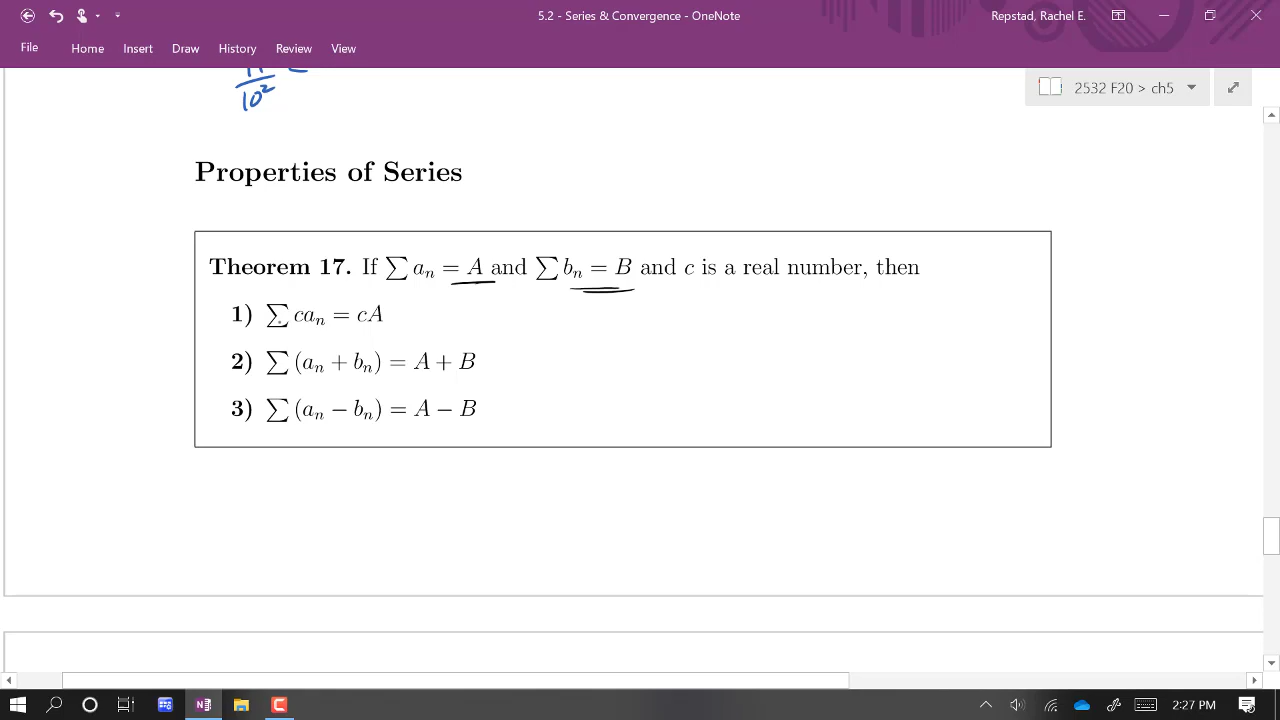 5.2 - Series & Convergence - OneNote
Repstad, Rachel E.
File Home Insert Draw History Review View
2532 F20 > ch5
10²
Properties of Series
Theorem 17. If ∑ aₙ = A and ∑ bₙ = B and c is a real number, then
1) ∑ caₙ = cA
2) ∑ (aₙ + bₙ) = A + B
3) ∑ (aₙ − bₙ) = A − B
2:27 PM